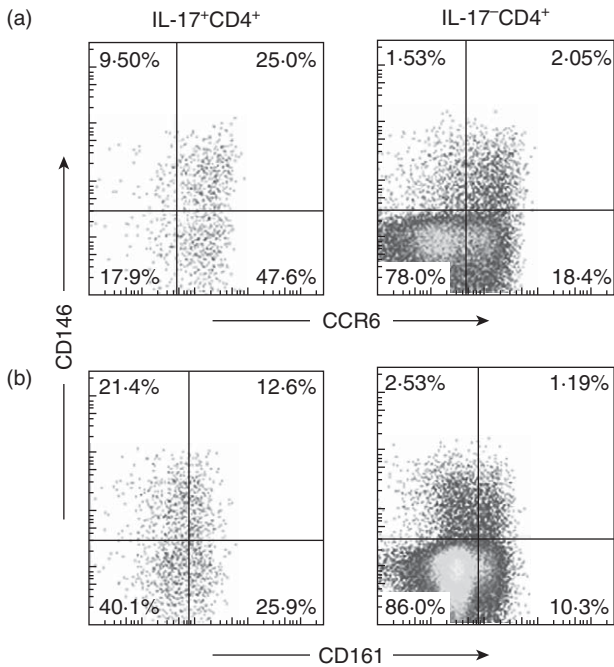 (a)
IL-17⁺CD4⁺
IL-17⁻CD4⁺
9·50%
25·0%
1·53%
2·05%
17·9%
47·6%
78·0%
18·4%
CCR6
CD146
(b)
21·4%
12·6%
2·53%
1·19%
40·1%
25·9%
86·0%
10·3%
CD161